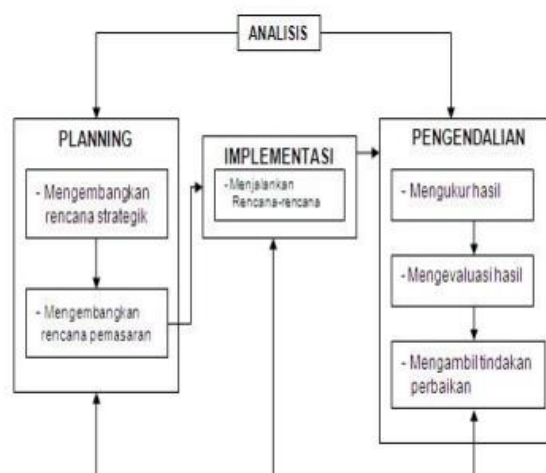 ANALISIS
PLANNING
- Mengembangkan
rencana strategik
- Mengembangkan
rencana pemasaran
IMPLEMENTASI
- Menjalankan
Rencana-rencana
PENGENDALIAN
- Mengukur hasil
- Mengevaluasi hasil
- Mengambil tindakan
perbaikan